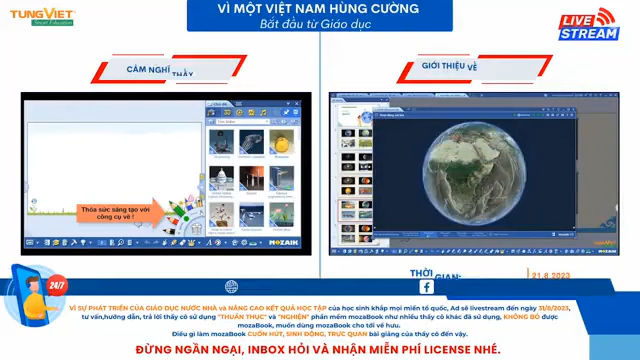 TUNGVIET
Smart Education
VÌ MỘT VIỆT NAM HÙNG CƯỜNG
Bắt đầu từ Giáo dục
LIVE
STREAM
CẢM NGHĨ
THẦY
GIỚI THIỆU VỀ
Thỏa sức sáng tạo với
công cụ vẽ !
MOZAIK
THỜI GIAN:
21.8.2023
24/7
VÌ SỰ PHÁT TRIỂN CỦA GIÁO DỤC NƯỚC NHÀ và NÂNG CAO KẾT QUẢ HỌC TẬP của học sinh khắp mọi miền tổ quốc, Ad sẽ livestream đến ngày 31/8/2023,
tư vấn,hướng dẫn, trả lời thầy cô sử dụng "THUẦN THỤC" và "NGHIỆN" phần mềm mozaBook như nhiều thầy cô khác đã sử dụng, KHÔNG BỎ được
mozaBook, muốn dùng mozaBook cho tới về hưu.
Điều gì làm mozaBook CUỐN HÚT, SINH ĐỘNG, TRỰC QUAN bài giảng của thầy cô đến vậy.
ĐỪNG NGẦN NGẠI, INBOX HỎI VÀ NHẬN MIỄN PHÍ LICENSE NHÉ.